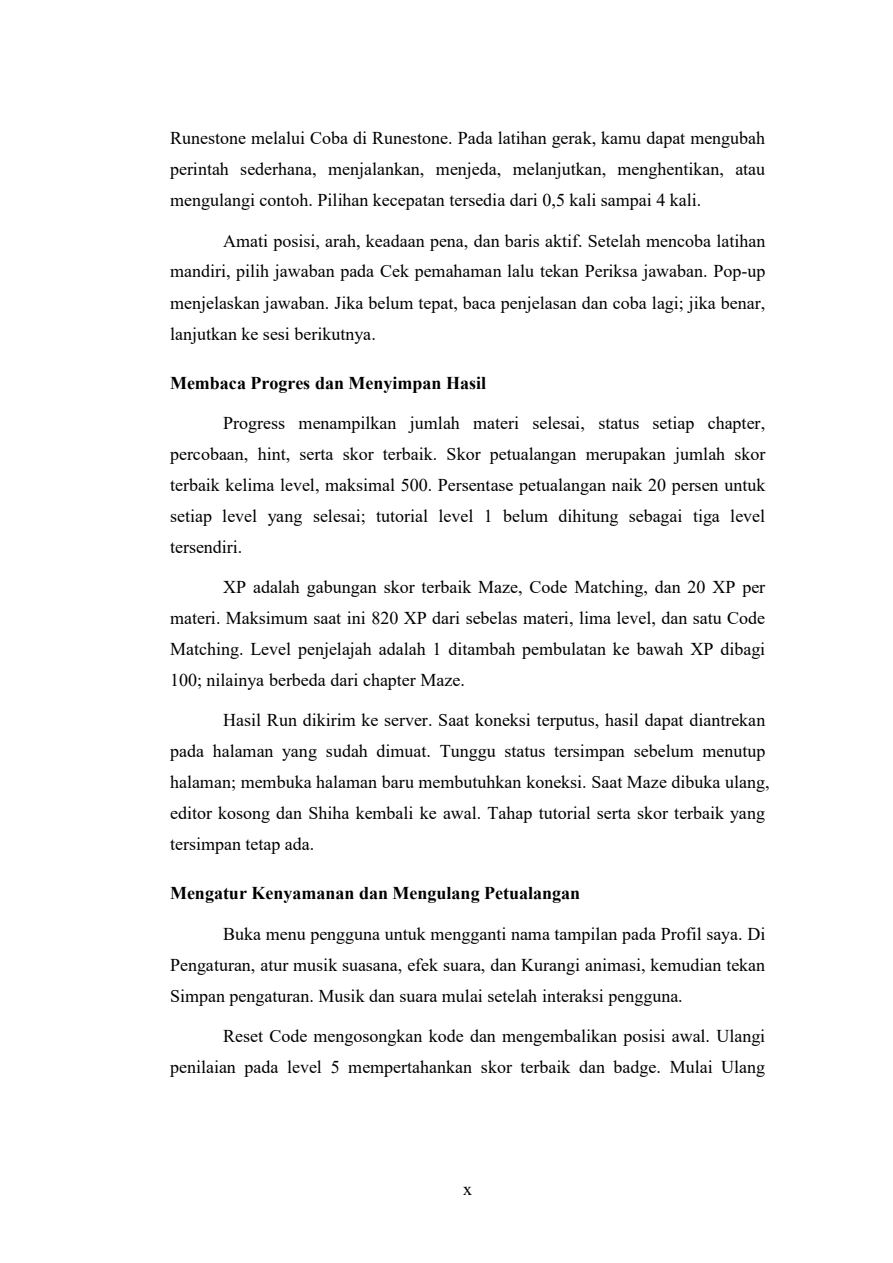 Runestone melalui Coba di Runestone. Pada latihan gerak, kamu dapat mengubah
perintah sederhana, menjalankan, menjeda, melanjutkan, menghentikan, atau
mengulangi contoh. Pilihan kecepatan tersedia dari 0,5 kali sampai 4 kali.
Amati posisi, arah, keadaan pena, dan baris aktif. Setelah mencoba latihan
mandiri, pilih jawaban pada Cek pemahaman lalu tekan Periksa jawaban. Pop-up
menjelaskan jawaban. Jika belum tepat, baca penjelasan dan coba lagi; jika benar,
lanjutkan ke sesi berikutnya.
Membaca Progres dan Menyimpan Hasil
Progress menampilkan jumlah materi selesai, status setiap chapter,
percobaan, hint, serta skor terbaik. Skor petualangan merupakan jumlah skor
terbaik kelima level, maksimal 500. Persentase petualangan naik 20 persen untuk
setiap level yang selesai; tutorial level 1 belum dihitung sebagai tiga level
tersendiri.
XP adalah gabungan skor terbaik Maze, Code Matching, dan 20 XP per
materi. Maksimum saat ini 820 XP dari sebelas materi, lima level, dan satu Code
Matching. Level penjelajah adalah 1 ditambah pembulatan ke bawah XP dibagi
100; nilainya berbeda dari chapter Maze.
Hasil Run dikirim ke server. Saat koneksi terputus, hasil dapat diantrekan
pada halaman yang sudah dimuat. Tunggu status tersimpan sebelum menutup
halaman; membuka halaman baru membutuhkan koneksi. Saat Maze dibuka ulang,
editor kosong dan Shiha kembali ke awal. Tahap tutorial serta skor terbaik yang
tersimpan tetap ada.
Mengatur Kenyamanan dan Mengulang Petualangan
Buka menu pengguna untuk mengganti nama tampilan pada Profil saya. Di
Pengaturan, atur musik suasana, efek suara, dan Kurangi animasi, kemudian tekan
Simpan pengaturan. Musik dan suara mulai setelah interaksi pengguna.
Reset Code mengosongkan kode dan mengembalikan posisi awal. Ulangi
penilaian pada level 5 mempertahankan skor terbaik dan badge. Mulai Ulang
x